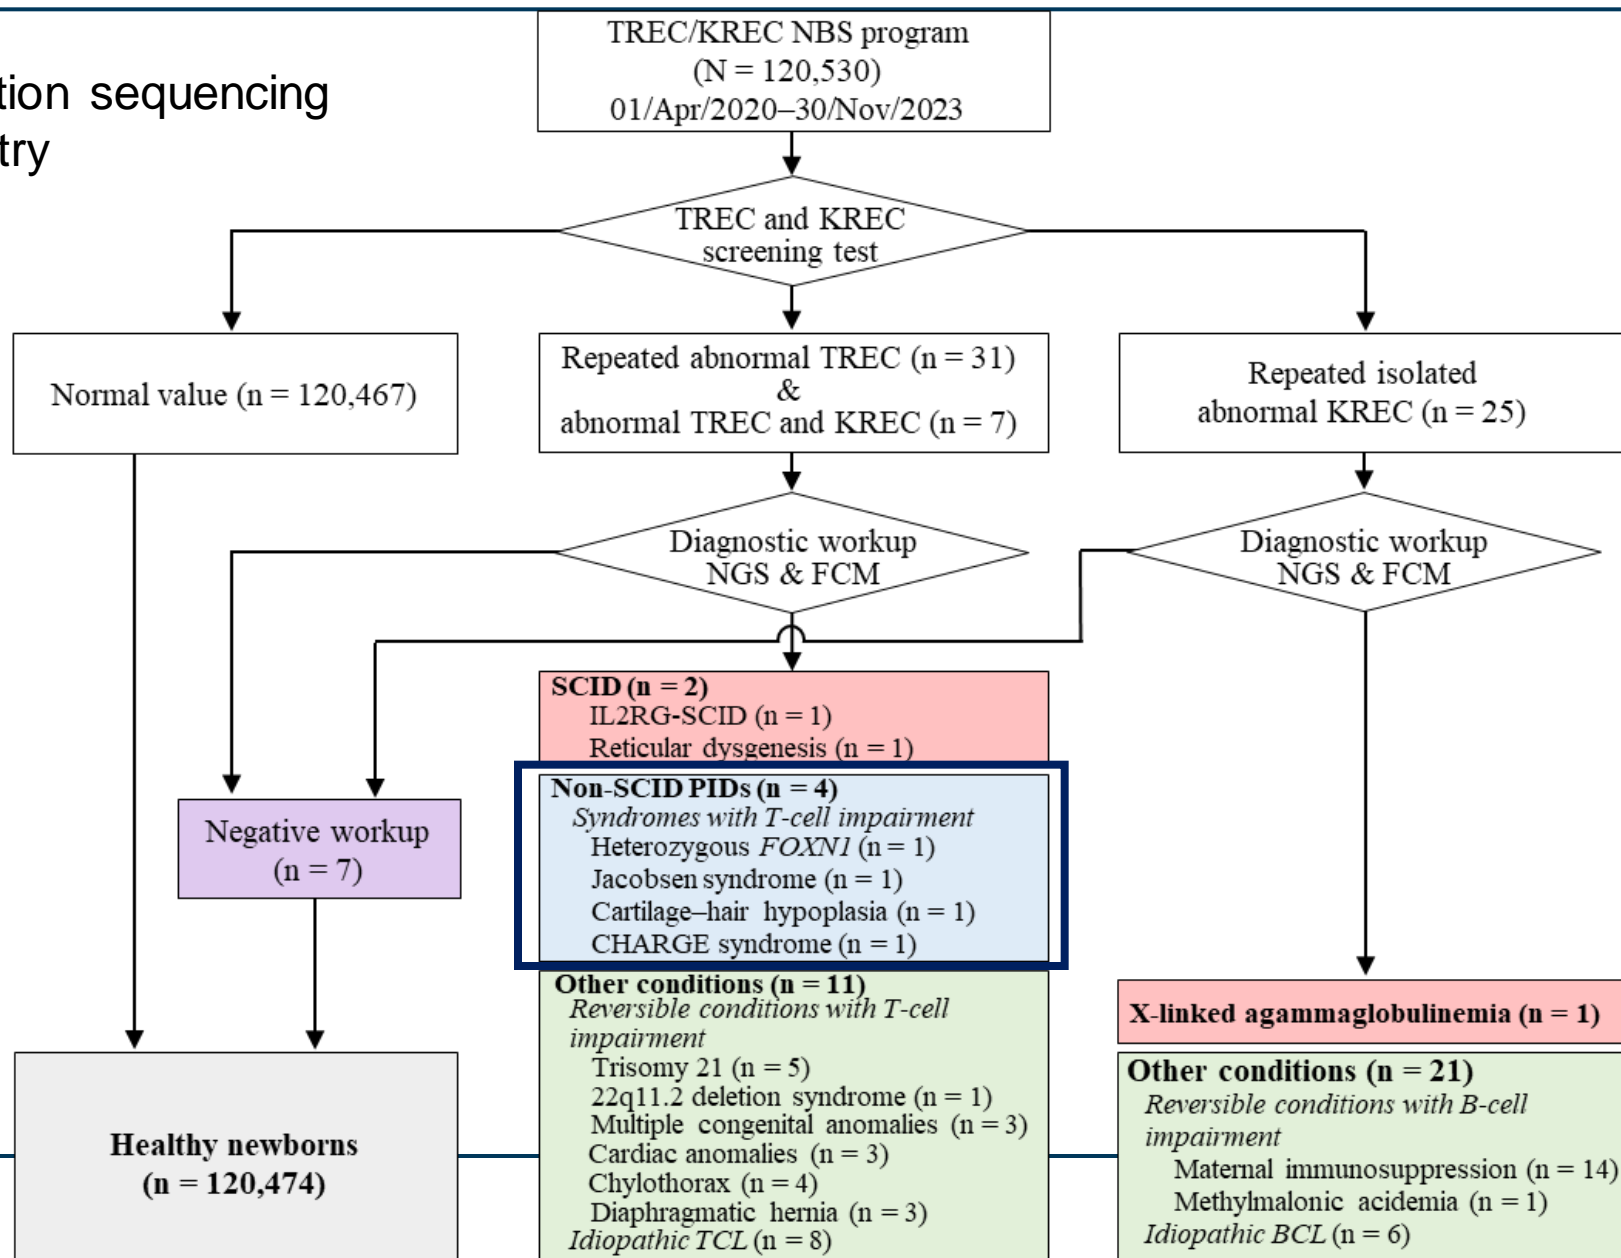 tion sequencing
try
TREC/KREC NBS program
(N = 120,530)
01/Apr/2020–30/Nov/2023
TREC and KREC
screening test
Normal value (n = 120,467)
Repeated abnormal TREC (n = 31)
&
abnormal TREC and KREC (n = 7)
Repeated isolated
abnormal KREC (n = 25)
Diagnostic workup
NGS & FCM
Diagnostic workup
NGS & FCM
Negative workup
(n = 7)
SCID (n = 2)
IL2RG-SCID (n = 1)
Reticular dysgenesis (n = 1)
Non-SCID PIDs (n = 4)
Syndromes with T-cell impairment
Heterozygous FOXN1 (n = 1)
Jacobsen syndrome (n = 1)
Cartilage–hair hypoplasia (n = 1)
CHARGE syndrome (n = 1)
Other conditions (n = 11)
Reversible conditions with T-cell
impairment
Trisomy 21 (n = 5)
22q11.2 deletion syndrome (n = 1)
Multiple congenital anomalies (n = 3)
Cardiac anomalies (n = 3)
Chylothorax (n = 4)
Diaphragmatic hernia (n = 3)
Idiopathic TCL (n = 8)
X-linked agammaglobulinemia (n = 1)
Other conditions (n = 21)
Reversible conditions with B-cell
impairment
Maternal immunosuppression (n = 14)
Methylmalonic acidemia (n = 1)
Idiopathic BCL (n = 6)
Healthy newborns
(n = 120,474)